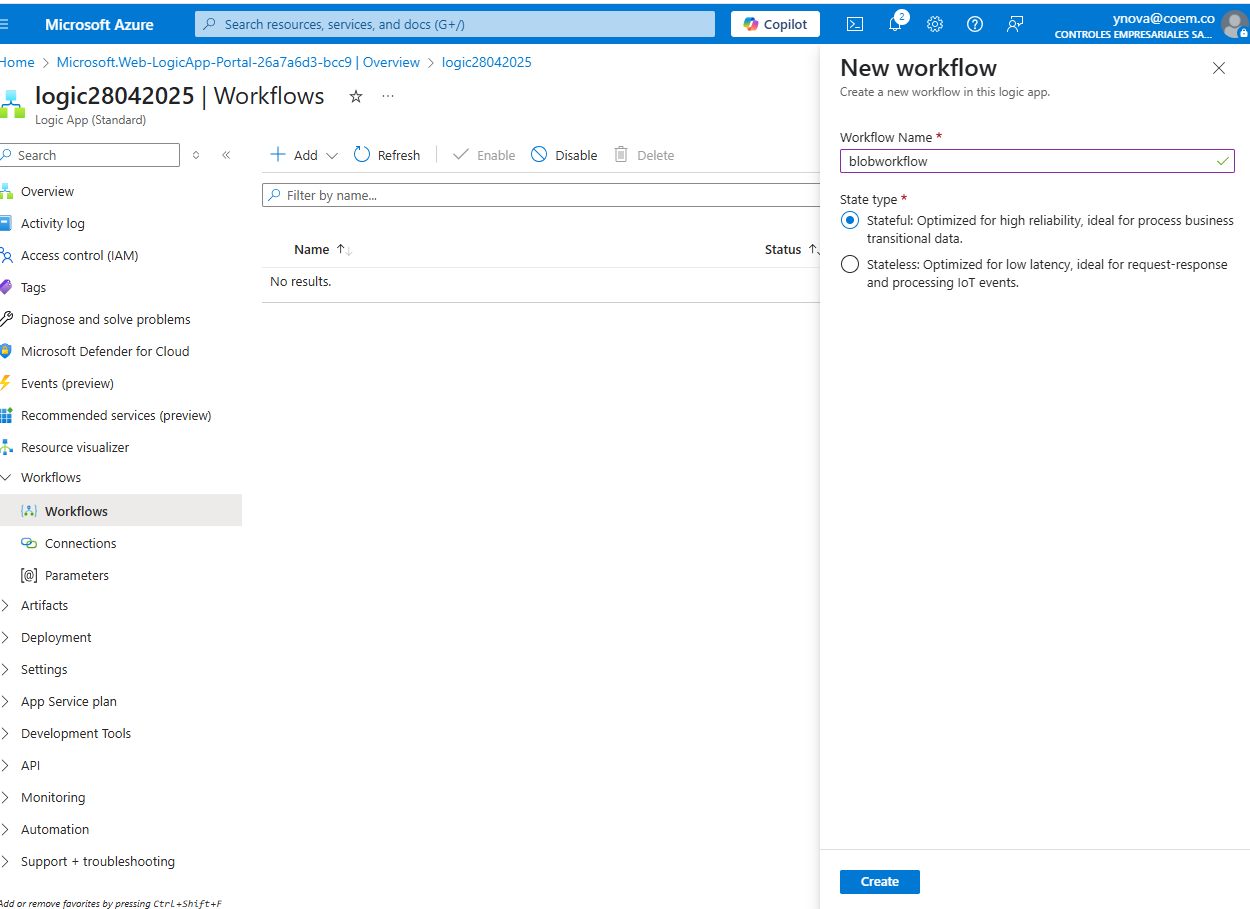 Microsoft Azure
Search resources, services, and docs (G+/)
Copilot
2
ynova@coem.co
CONTROLES EMPRESARIALES SA...
Home > Microsoft.Web-LogicApp-Portal-26a7a6d3-bcc9 | Overview > logic28042025
logic28042025 | Workflows
Logic App (Standard)
Search
Add
Refresh
Enable
Disable
Delete
Filter by name...
Name
Status
No results.
Overview
Activity log
Access control (IAM)
Tags
Diagnose and solve problems
Microsoft Defender for Cloud
Events (preview)
Recommended services (preview)
Resource visualizer
Workflows
Workflows
Connections
Parameters
Artifacts
Deployment
Settings
App Service plan
Development Tools
API
Monitoring
Automation
Support + troubleshooting
Add or remove favorites by pressing Ctrl+Shift+F
New workflow
Create a new workflow in this logic app.
Workflow Name *
blobworkflow
State type *
Stateful: Optimized for high reliability, ideal for process business
transitional data.
Stateless: Optimized for low latency, ideal for request-response
and processing IoT events.
Create